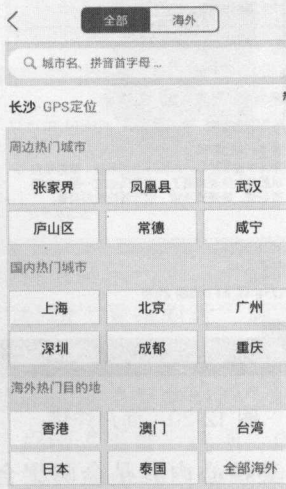 全部 海外
城市名、拼音首字母 ...
长沙 GPS定位
周边热门城市
张家界 凤凰县 武汉
庐山区 常德 咸宁
国内热门城市
上海 北京 广州
深圳 成都 重庆
海外热门目的地
香港 澳门 台湾
日本 泰国 全部海外